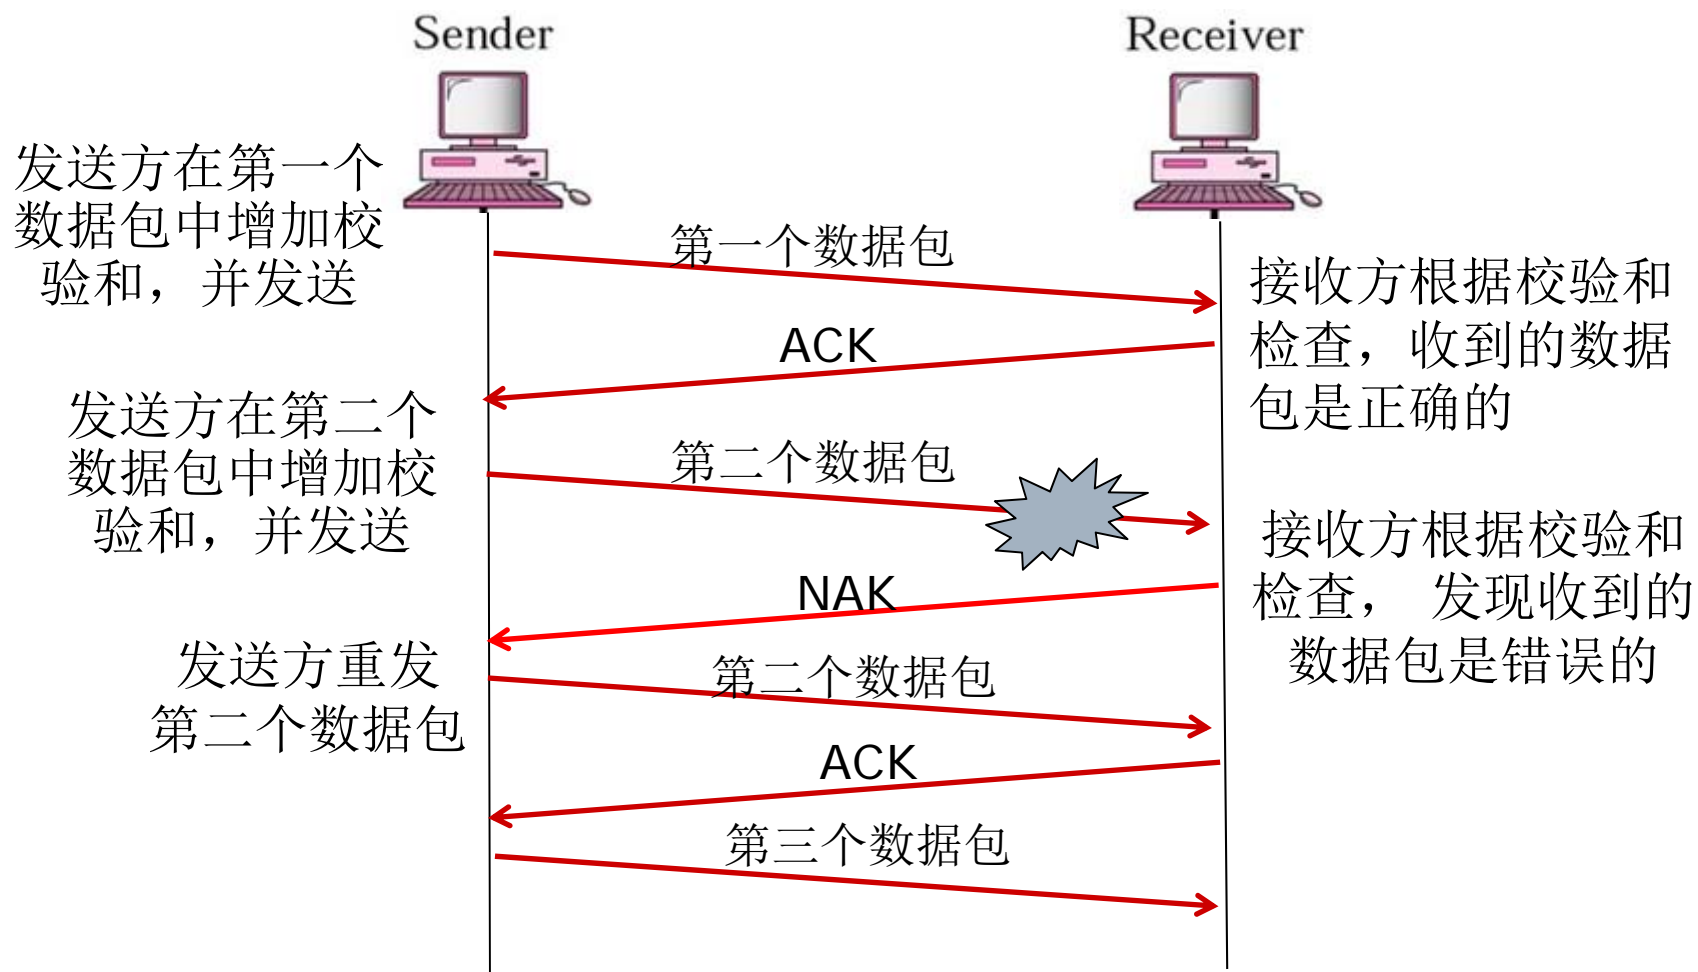 Sender
Receiver
发送方在第一个
数据包中增加校
验和，并发送
第一个数据包
接收方根据校验和
检查，收到的数据
包是正确的
ACK
发送方在第二个
数据包中增加校
验和，并发送
第二个数据包
接收方根据校验和
检查， 发现收到的
数据包是错误的
NAK
发送方重发
第二个数据包
第二个数据包
ACK
第三个数据包